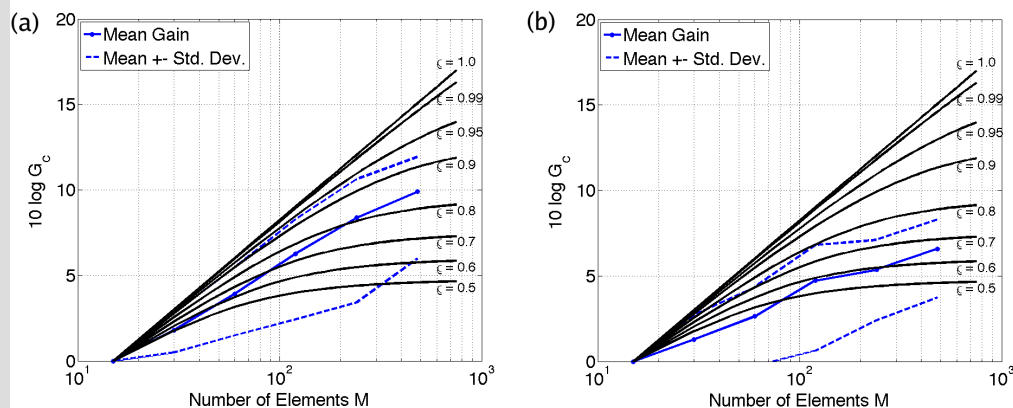 (a)
Mean Gain
Mean +- Std. Dev.
20
15
10
5
0
10 log G_c
10^1
10^2
10^3
Number of Elements M
ξ = 1.0
ξ = 0.99
ξ = 0.95
ξ = 0.9
ξ = 0.8
ξ = 0.7
ξ = 0.6
ξ = 0.5
(b)
Mean Gain
Mean +- Std. Dev.
20
15
10
5
0
10 log G_c
10^1
10^2
10^3
Number of Elements M
ξ = 1.0
ξ = 0.99
ξ = 0.95
ξ = 0.9
ξ = 0.8
ξ = 0.7
ξ = 0.6
ξ = 0.5